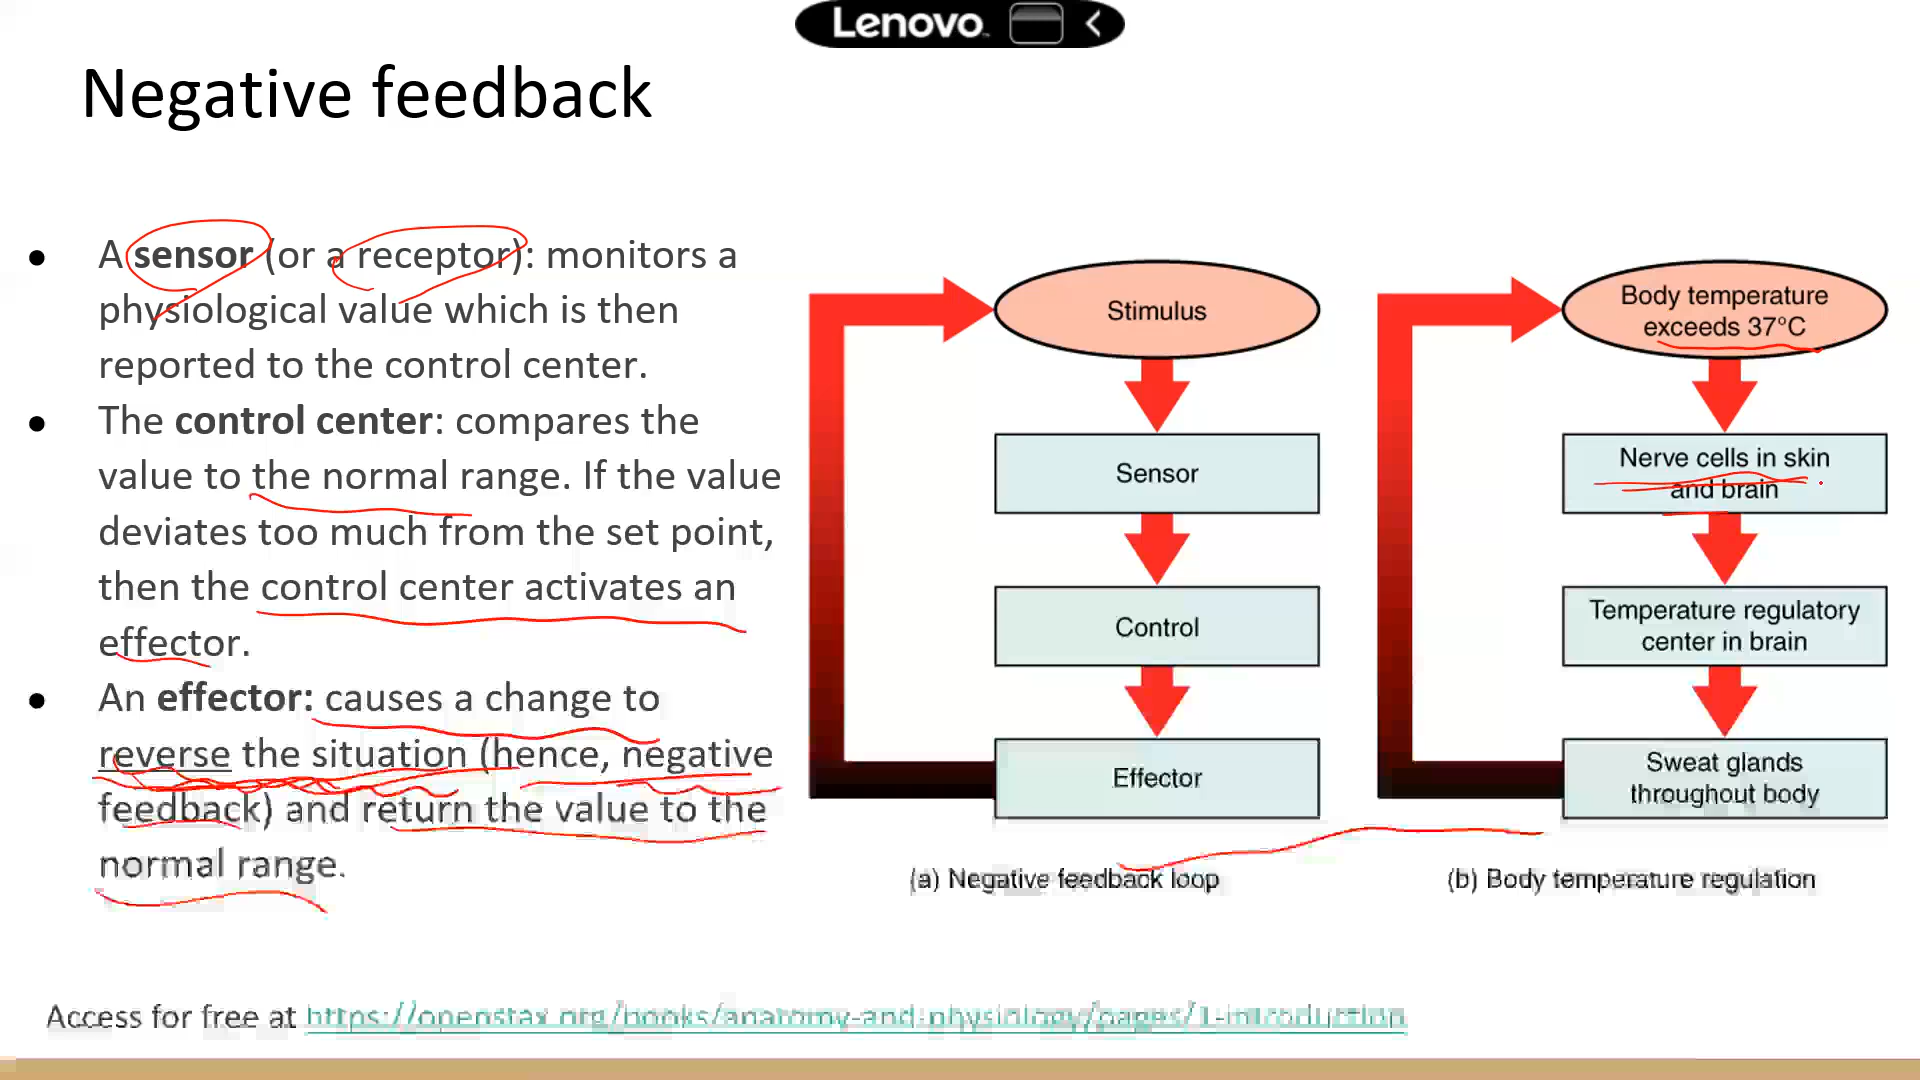 Lenovo
Negative feedback
● A sensor (or a receptor): monitors a
physiological value which is then
reported to the control center.
● The control center: compares the
value to the normal range. If the value
deviates too much from the set point,
then the control center activates an
effector.
● An effector: causes a change to
reverse the situation (hence, negative
feedback) and return the value to the
normal range.
Stimulus
Sensor
Control
Effector
(a) Negative feedback loop
Body temperature
exceeds 37°C
Nerve cells in skin
and brain
Temperature regulatory
center in brain
Sweat glands
throughout body
(b) Body temperature regulation
Access for free at https://openstax.org/books/anatomy-and-physiology/pages/1-introduction